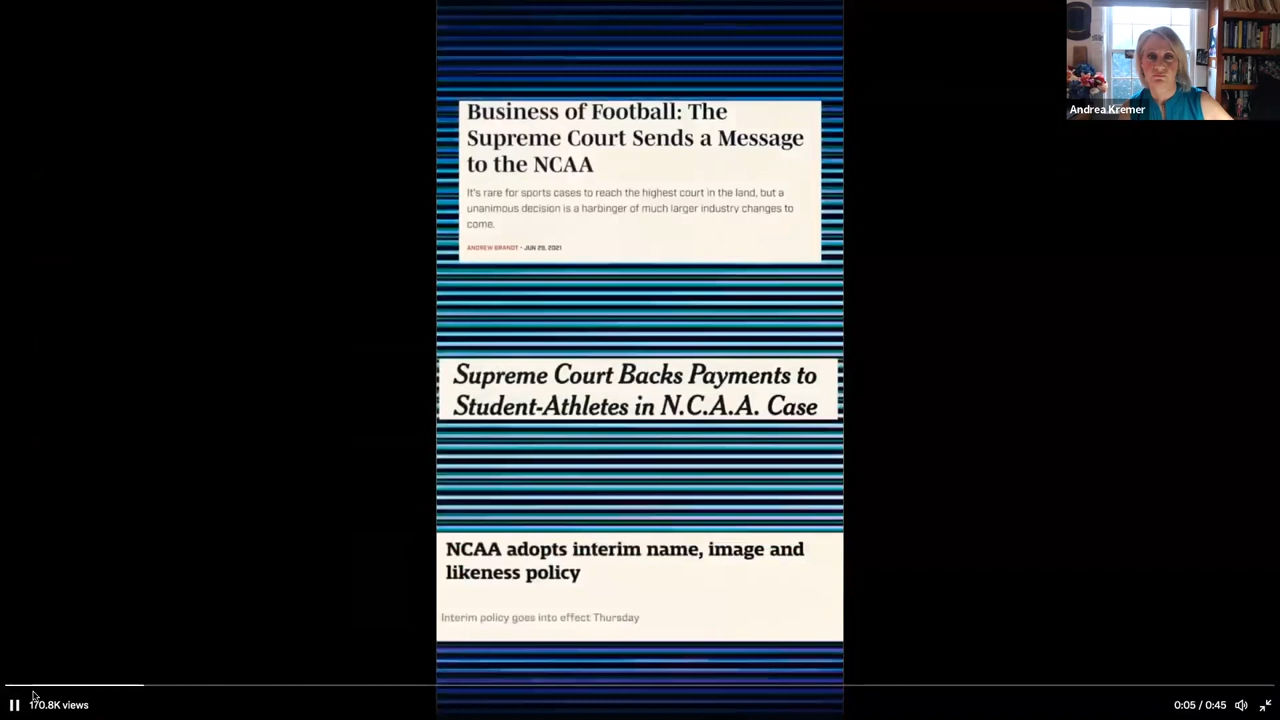 Business of Football: The
Supreme Court Sends a Message
to the NCAA
It's rare for sports cases to reach the highest court in the land, but a
unanimous decision is a harbinger of much larger industry changes to
come.
ANDREW BRANDT • JUN 29, 2021
Supreme Court Backs Payments to
Student-Athletes in N.C.A.A. Case
NCAA adopts interim name, image and
likeness policy
Interim policy goes into effect Thursday
Andrea Kremer
170.8K views
0:05 / 0:45